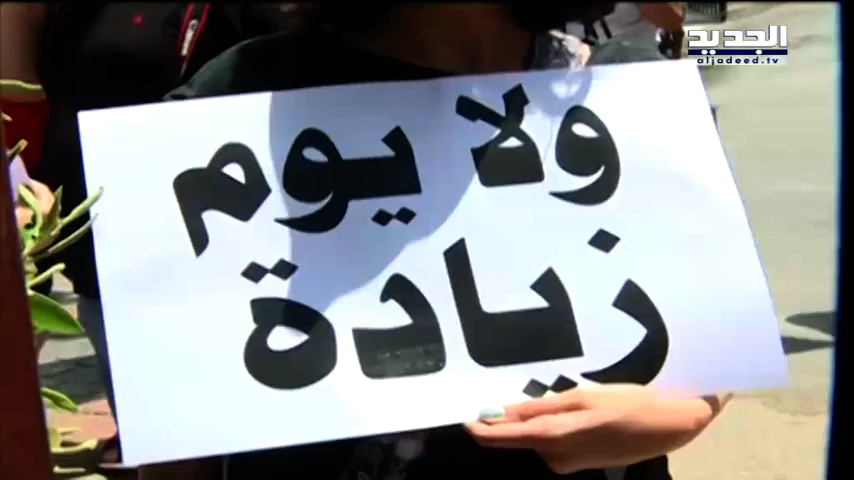 الجديد
aljadeed.tv
ولا يوم
زيادة